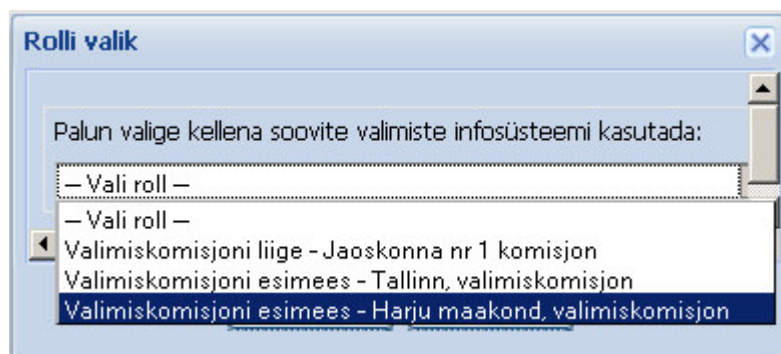 Rolli valik
Palun valige kellena soovite valimiste infosüsteemi kasutada:
— Vali roll —
— Vali roll —
Valimiskomisjoni liige - Jaoskonna nr 1 komisjon
Valimiskomisjoni esimees - Tallinn, valimiskomisjon
Valimiskomisjoni esimees - Harju maakond, valimiskomisjon